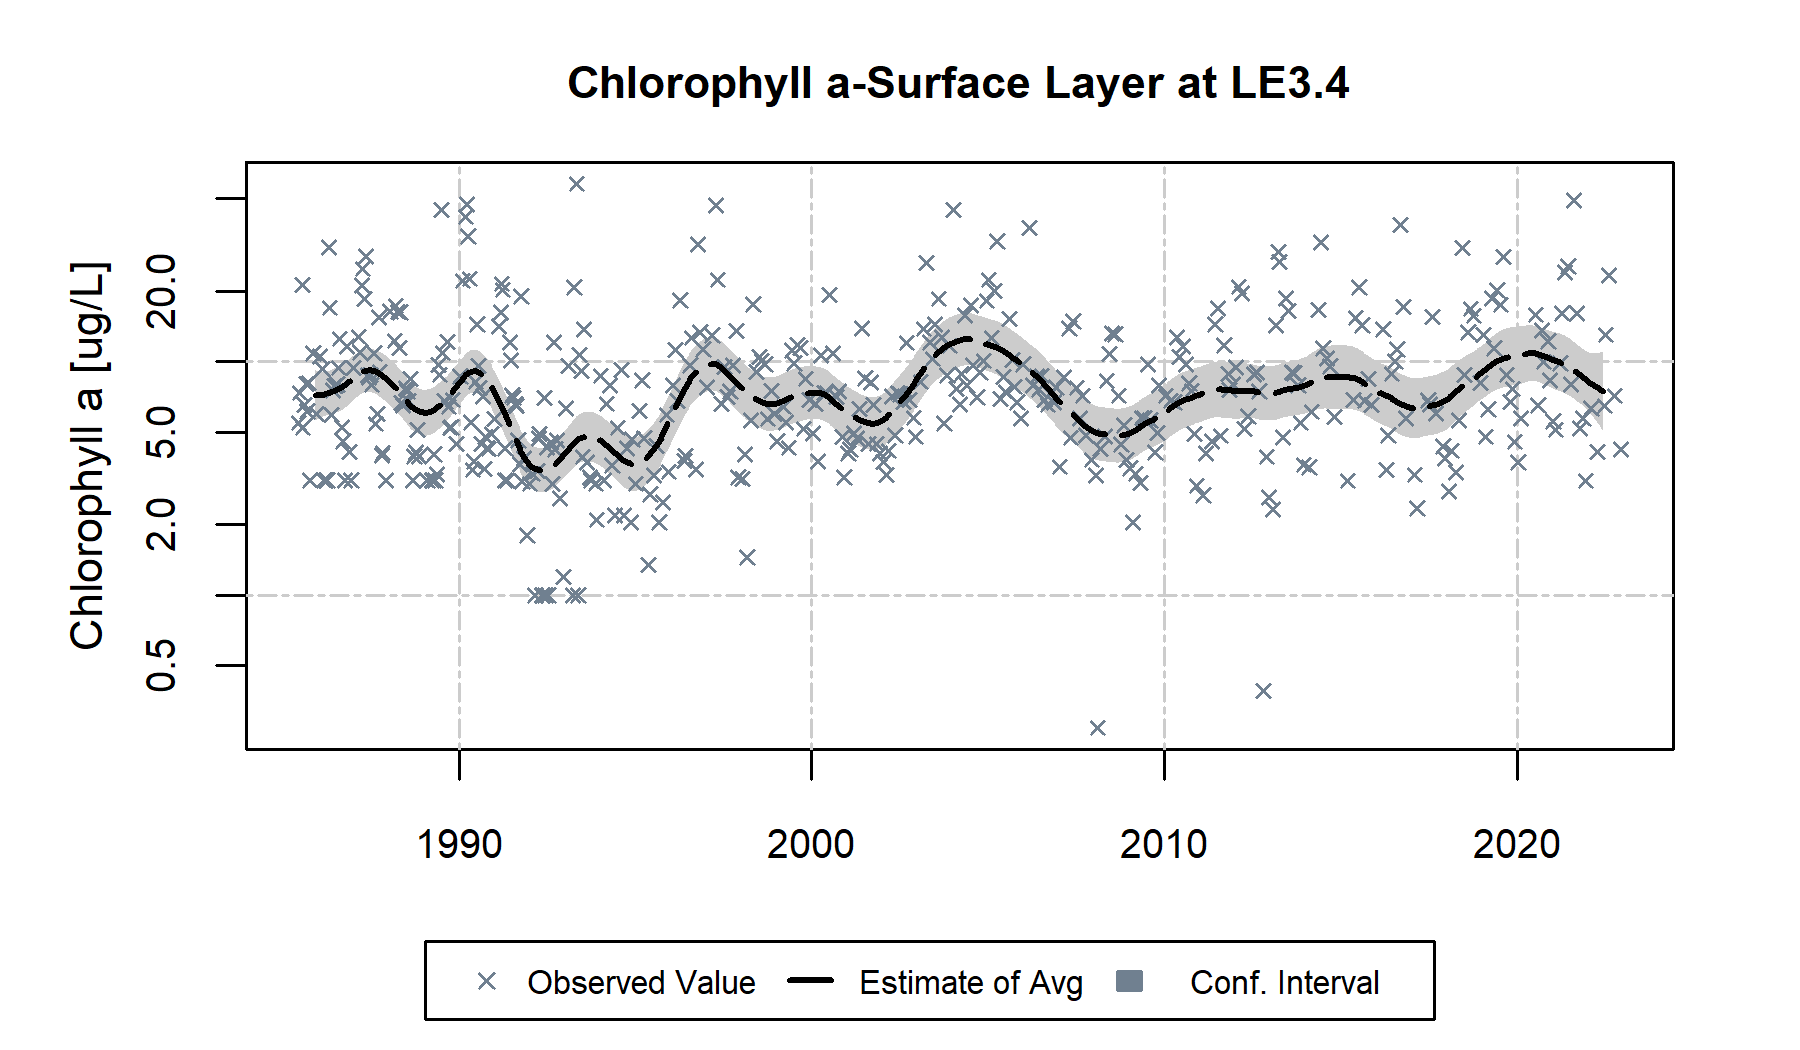 Chlorophyll a-Surface Layer at LE3.4
Chlorophyll a [ug/L]
20.0
5.0
2.0
0.5
1990 2000 2010 2020
Observed Value Estimate of Avg Conf. Interval